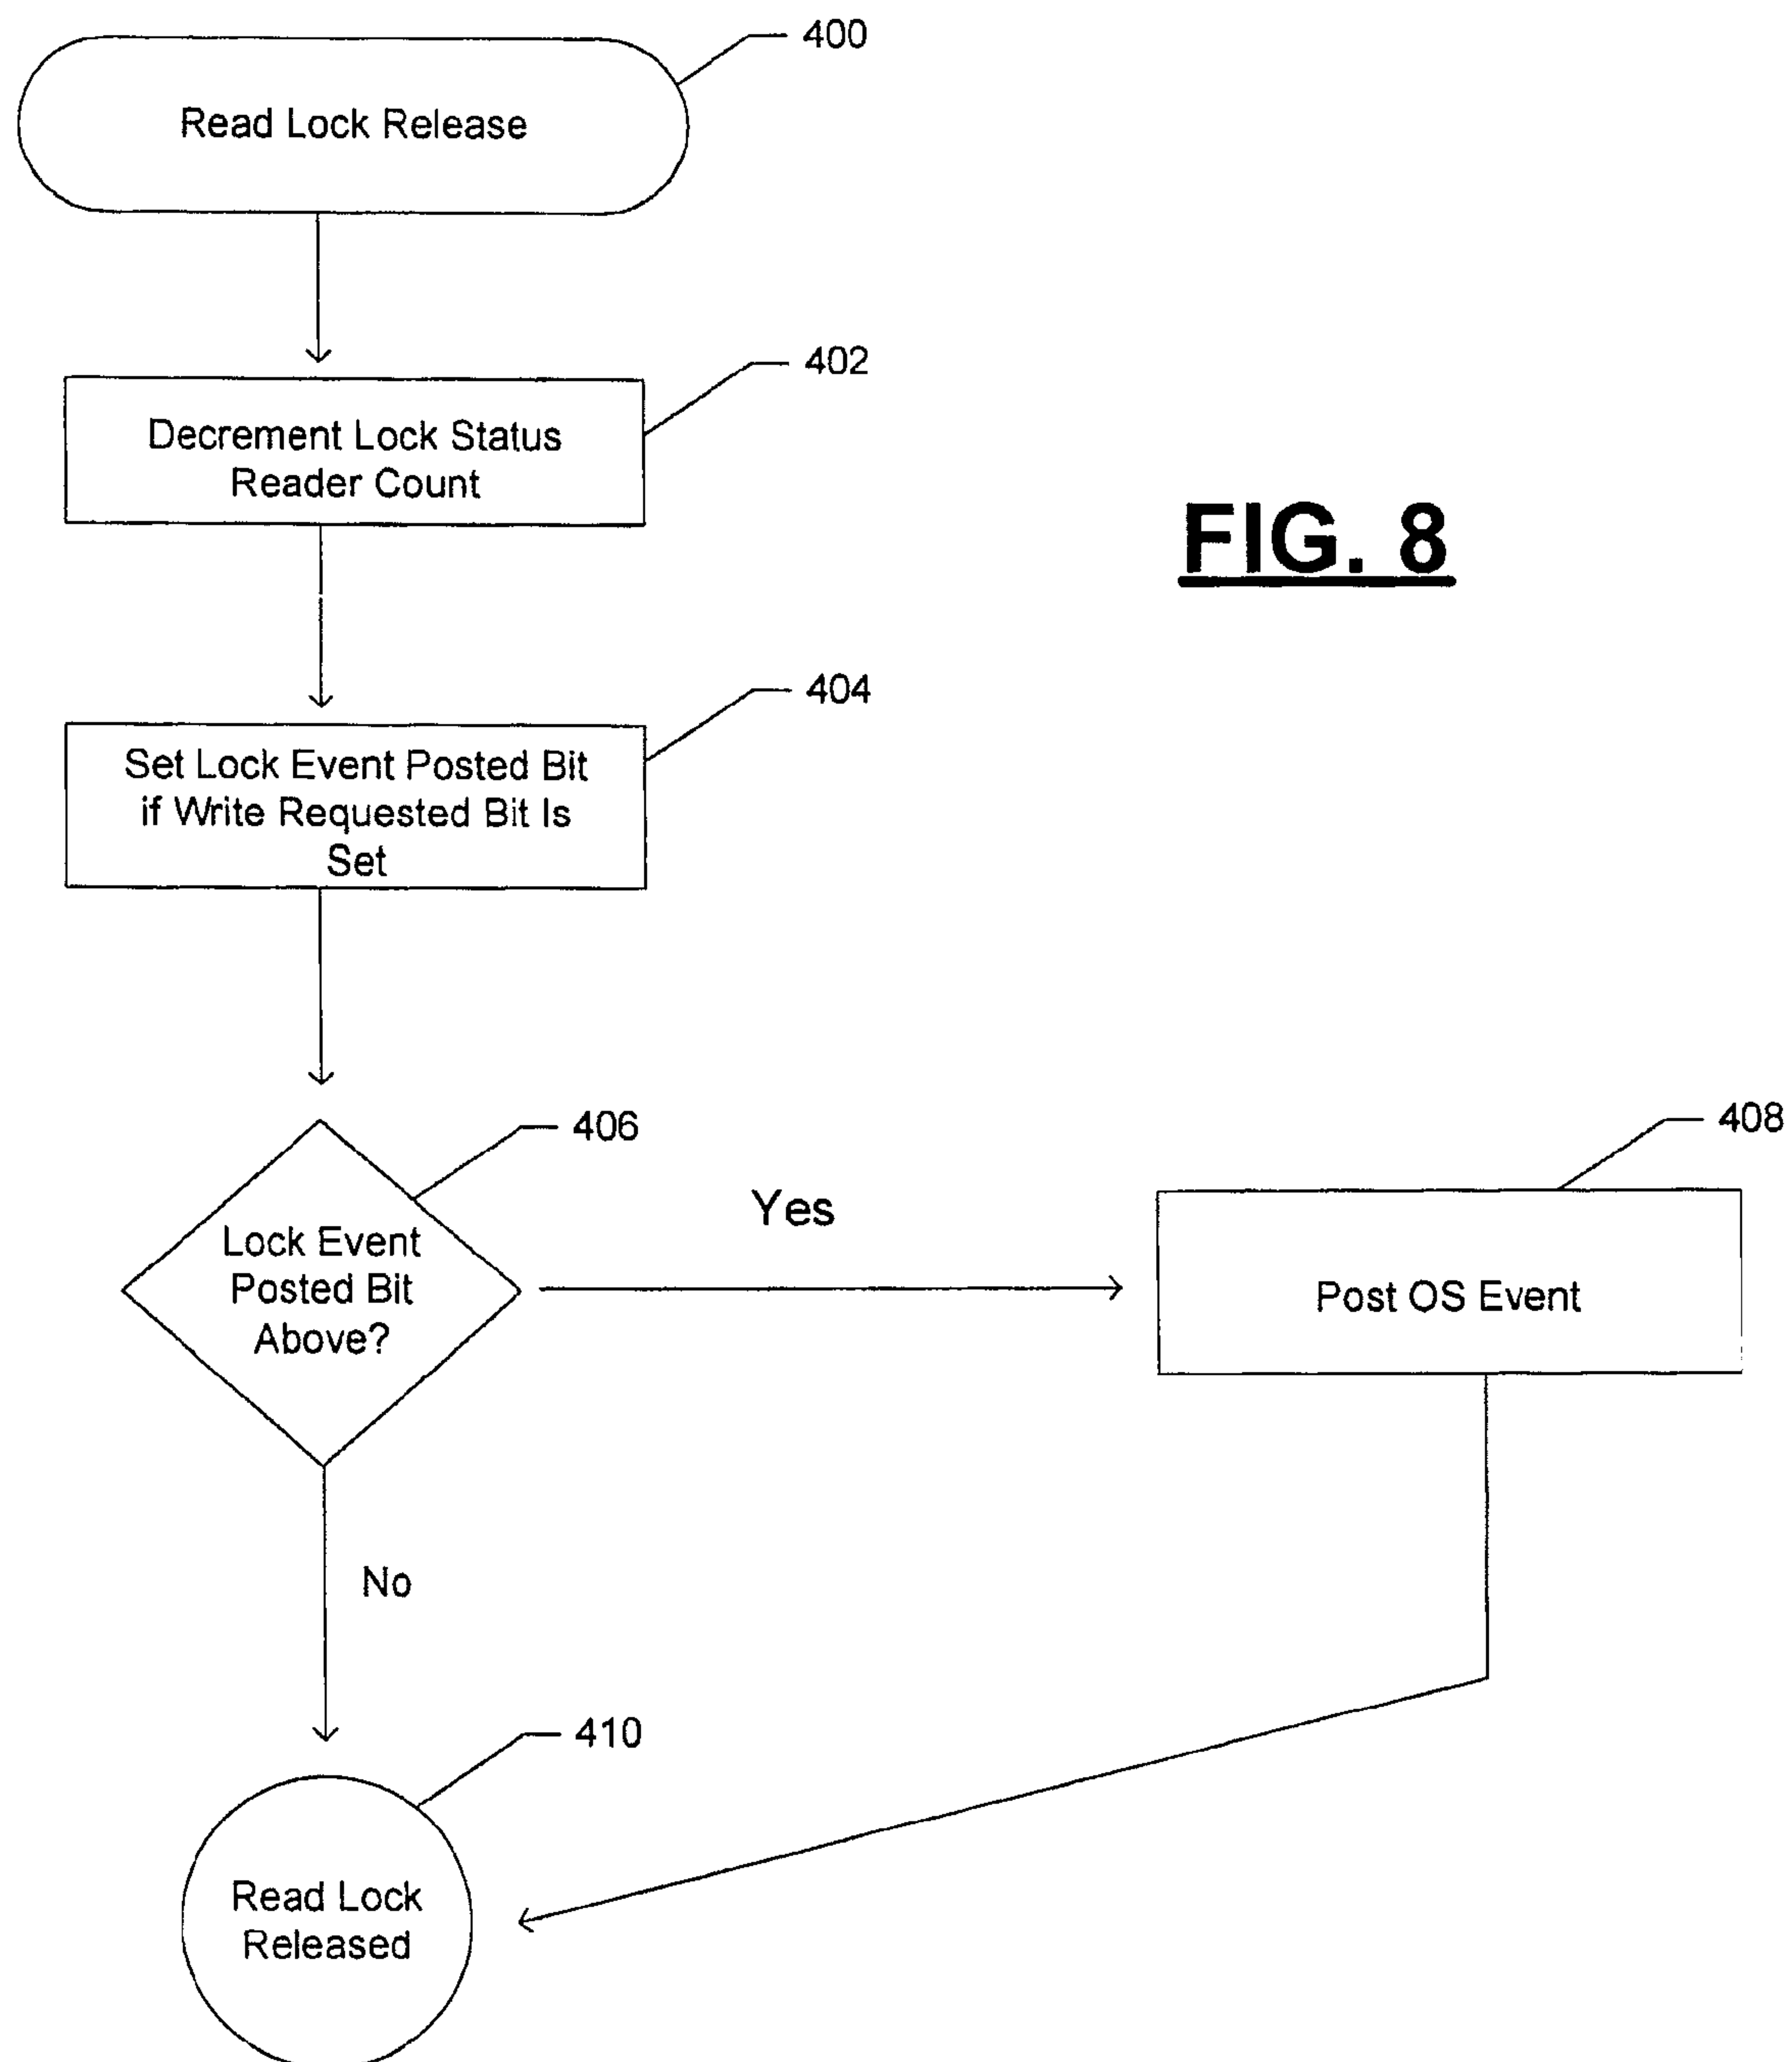 400
Read Lock Release
402
Decrement Lock Status
Reader Count
FIG. 8
404
Set Lock Event Posted Bit
if Write Requested Bit Is
Set
406
408
Yes
Lock Event
Posted Bit
Above?
Post OS Event
No
410
Read Lock
Released